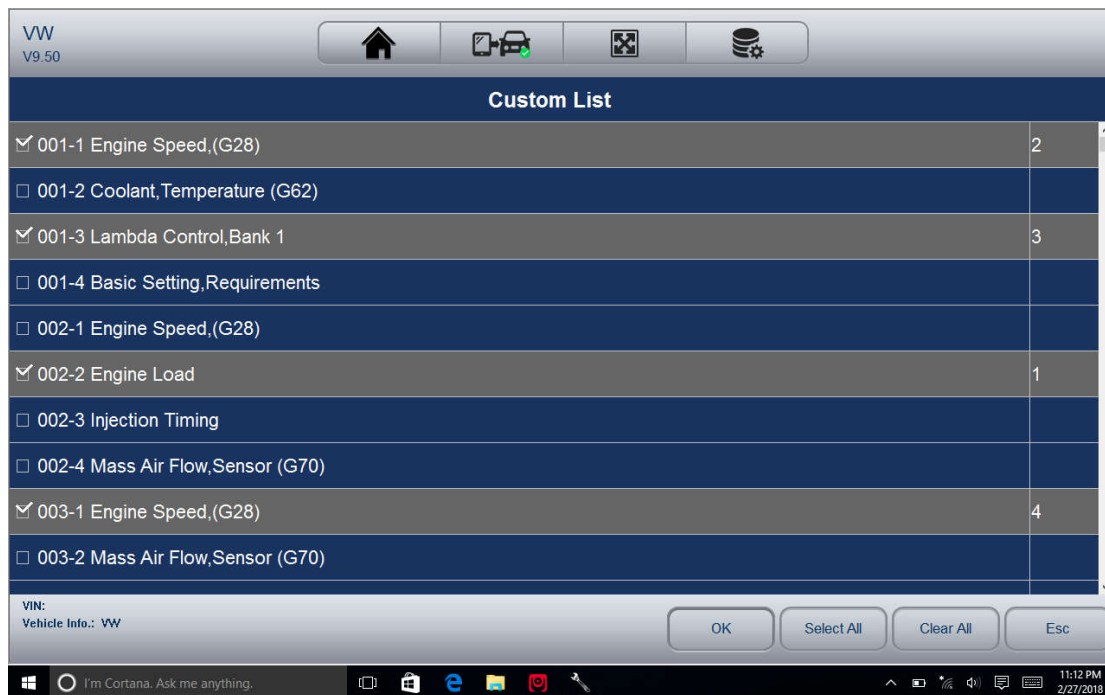 VW
V9.50
Custom List
001-1 Engine Speed,(G28) 2
001-2 Coolant,Temperature (G62)
001-3 Lambda Control,Bank 1 3
001-4 Basic Setting,Requirements
002-1 Engine Speed,(G28)
002-2 Engine Load 1
002-3 Injection Timing
002-4 Mass Air Flow,Sensor (G70)
003-1 Engine Speed,(G28) 4
003-2 Mass Air Flow,Sensor (G70)
VIN:
Vehicle Info.: VW
OK Select All Clear All Esc
I'm Cortana. Ask me anything.
11:12 PM
2/27/2018